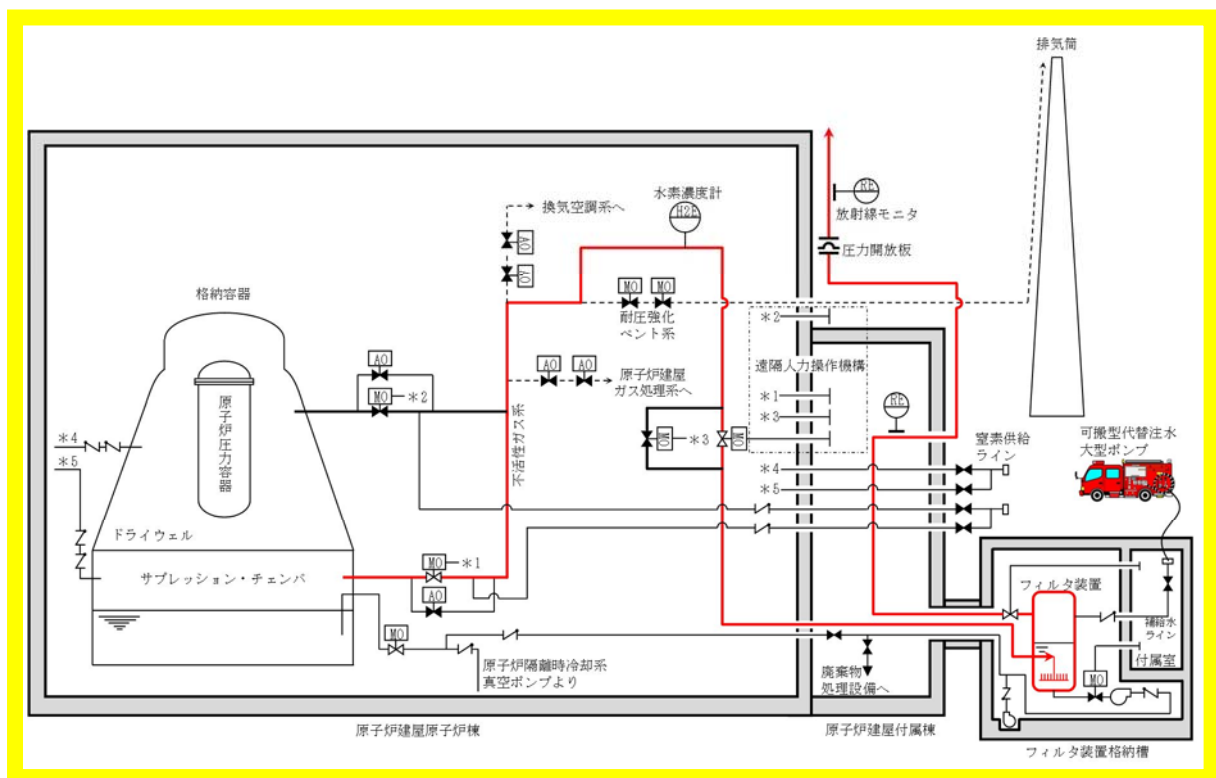 排気筒
水素濃度計
H2E
換気空調系へ
RE
放射線モニタ
圧力開放板
AO
AO
格納容器
MO
MO
耐圧強化
ベント系
*2
遠隔人力操作機構
*1
*3
AO
MO
*2
AO
AO
原子炉建屋
ガス処理系へ
原子炉圧力容器
不活性ガス系
MO
*3
MO
RE
*4
*5
窒素供給
ライン
可搬型代替注水
大型ポンプ
*4
*5
ドライウェル
サプレッション・チェンバ
MO
*1
AO
MO
原子炉隔離時冷却系
真空ポンプより
廃棄物
処理設備へ
フィルタ装置
補給水
ライン
付属室
MO
原子炉建屋原子炉棟
原子炉建屋付属棟
フィルタ装置格納槽